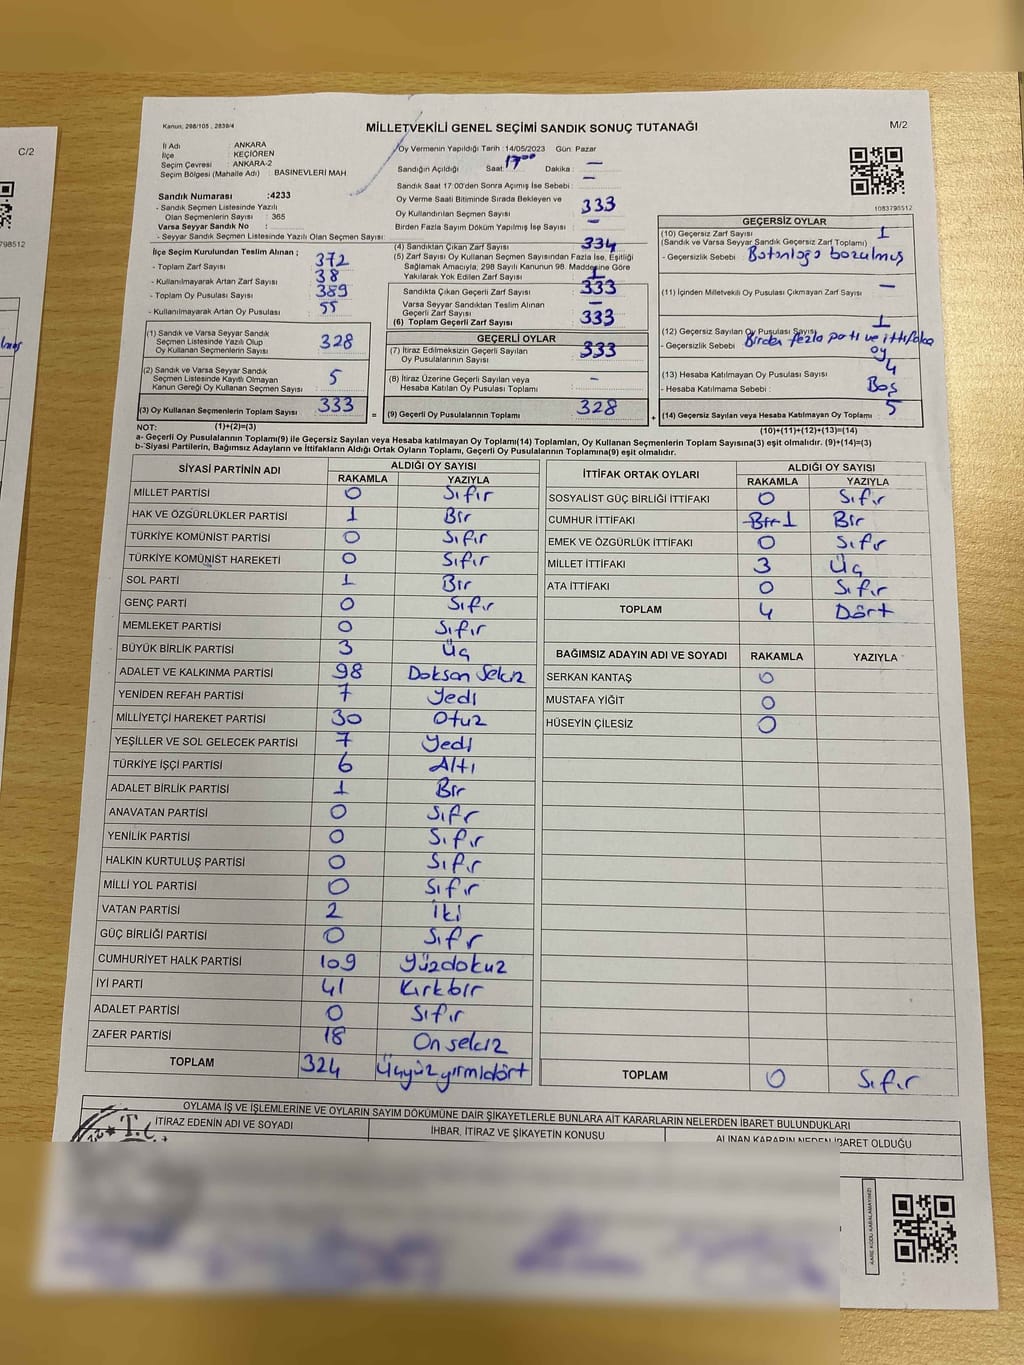 C/2
798512
Kanun, 298/105 , 2839/4
MİLLETVEKİLİ GENEL SEÇİMİ SANDIK SONUÇ TUTANAĞI
M/2
İl Adı ANKARA
İlçe KEÇİÖREN
Seçim Çevresi : ANKARA-2
Seçim Bölgesi (Mahalle Adı) : BASINEVLERİ MAH
Sandık Numarası :4233
- Sandık Seçmen Listesinde Yazılı
Olan Seçmenlerin Sayısı : 365
Varsa Seyyar Sandık No :
- Seyyar Sandık Seçmen Listesinde Yazılı Olan Seçmen Sayısı:
Oy Vermenin Yapıldığı Tarih :14/05/2023 Gün: Pazar
Sandığın Açıldığı Saat: 17⁰⁰ Dakika : —
Sandık Saat 17:00'den Sonra Açımış İse Sebebi : —
Oy Verme Saati Bitiminde Sırada Bekleyen ve
Oy Kullandırılan Seçmen Sayısı 333
Birden Fazla Sayım Döküm Yapılmış İse Sayısı —
1083798512
İlçe Seçim Kurulundan Teslim Alınan ;
- Toplam Zarf Sayısı 372
- Kullanılmayarak Artan Zarf Sayısı 38
- Toplam Oy Pusulası Sayısı 389
- Kullanılmayarak Artan Oy Pusulası 55
(4) Sandıktan Çıkan Zarf Sayısı 334
(5) Zarf Sayısı Oy Kullanan Seçmen Sayısından Fazla İse, Eşitliği
Sağlamak Amacıyla, 298 Sayılı Kanunun 98. Maddesine Göre
Yakılarak Yok Edilen Zarf Sayısı : 1
Sandıkta Çıkan Geçerli Zarf Sayısı 333
Varsa Seyyar Sandıktan Teslim Alınan
Geçerli Zarf Sayısı : —
(6) Toplam Geçerli Zarf Sayısı 333
GEÇERSİZ OYLAR
(10) Geçersiz Zarf Sayısı 1
(Sandık ve Varsa Seyyar Sandık Geçersiz Zarf Toplamı)
- Geçersizlik Sebebi
(11) İçinden Milletvekili Oy Pusulası Çıkmayan Zarf Sayısı —
(12) Geçersiz Sayılan Oy Pusulası Sayısı 1
- Geçersizlik Sebebi Birden fazla parti ve ittifaka
oy
(13) Hesaba Katılmayan Oy Pusulası Sayısı 4
- Hesaba Katılmama Sebebi : Boş
(14) Geçersiz Sayılan veya Hesaba Katılmayan Oy Toplamı 5
(10)+(11)+(12)+(13)=(14)
(1) Sandık ve Varsa Seyyar Sandık
Seçmen Listesinde Yazılı Olup
Oy Kullanan Seçmenlerin Sayısı 328
(2) Sandık ve Varsa Seyyar Sandık
Seçmen Listesinde Kayıtlı Olmayan
Kanun Gereği Oy Kullanan Seçmen Sayısı 5
(3) Oy Kullanan Seçmenlerin Toplam Sayısı 333
GEÇERLİ OYLAR
(7) İtiraz Edilmeksizin Geçerli Sayılan
Oy Pusulalarının Sayısı 333
(8) İtiraz Üzerine Geçerli Sayılan veya
Hesaba Katılan Oy Pusulası Toplamı -
= (9) Geçerli Oy Pusulalarının Toplamı 328 +
NOT: (1)+(2)=(3)
a- Geçerli Oy Pusulalarının Toplamı(9) ile Geçersiz Sayılan veya Hesaba katılmayan Oy Toplamı(14) Toplamları, Oy Kullanan Seçmenlerin Toplam Sayısına(3) eşit olmalıdır. (9)+(14)=(3)
b- Siyasi Partilerin, Bağımsız Adayların ve İttifakların Aldığı Ortak Oyların Toplamı, Geçerli Oy Pusulalarının Toplamına(9) eşit olmalıdır.
SİYASİ PARTİNİN ADI ALDIĞI OY SAYISI
RAKAMLA YAZIYLA
MİLLET PARTİSİ 0 Sıfır
HAK VE ÖZGÜRLÜKLER PARTİSİ 1 Bir
TÜRKİYE KOMÜNİST PARTİSİ 0 Sıfır
TÜRKİYE KOMÜNİST HAREKETİ 0 Sıfır
SOL PARTİ 1 Bir
GENÇ PARTİ 0 Sıfır
MEMLEKET PARTİSİ 0 Sıfır
BÜYÜK BİRLİK PARTİSİ 3 Üç
ADALET VE KALKINMA PARTİSİ 98 Doksan Sekiz
YENİDEN REFAH PARTİSİ 7 Yedi
MİLLİYETÇİ HAREKET PARTİSİ 30 Otuz
YEŞİLLER VE SOL GELECEK PARTİSİ 7 Yedi
TÜRKİYE İŞÇİ PARTİSİ 6 Altı
ADALET BİRLİK PARTİSİ 1 Bir
ANAVATAN PARTİSİ 0 Sıfır
YENİLİK PARTİSİ 0 Sıfır
HALKIN KURTULUŞ PARTİSİ 0 Sıfır
MİLLİ YOL PARTİSİ 0 Sıfır
VATAN PARTİSİ 2 İki
GÜÇ BİRLİĞİ PARTİSİ 0 Sıfır
CUMHURİYET HALK PARTİSİ 109 Yüzdokuz
İYİ PARTİ 41 Kırkbir
ADALET PARTİSİ 0 Sıfır
ZAFER PARTİSİ 18 On sekiz
TOPLAM 324 Üçyüz yirmidört
İTTİFAK ORTAK OYLARI ALDIĞI OY SAYISI
RAKAMLA YAZIYLA
SOSYALİST GÜÇ BİRLİĞİ İTTİFAKI 0 Sıfır
CUMHUR İTTİFAKI Bir 1 Bir
EMEK VE ÖZGÜRLÜK İTTİFAKI 0 Sıfır
MİLLET İTTİFAKI 3 Üç
ATA İTTİFAKI 0 Sıfır
TOPLAM 4 Dört
BAĞIMSIZ ADAYIN ADI VE SOYADI RAKAMLA YAZIYLA
SERKAN KANTAŞ 0
MUSTAFA YİĞİT 0
HÜSEYİN ÇİLESİZ 0
TOPLAM 0 Sıfır
OYLAMA İŞ VE İŞLEMLERİNE VE OYLARIN SAYIM DÖKÜMÜNE DAİR ŞİKAYETLERLE BUNLARA AİT KARARLARIN NELERDEN İBARET BULUNDUKLARI
İTİRAZ EDENİN ADI VE SOYADI İHBAR, İTİRAZ VE ŞİKAYETİN KONUSU ALINAN KARARIN NEDEN İBARET OLDUĞU
T.C
(KARE KODU KARALAMAYINIZ)